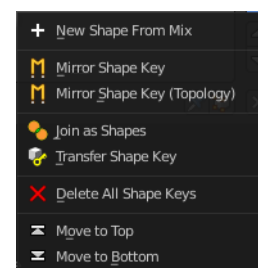 New Shape From Mix
Mirror Shape Key
Mirror Shape Key (Topology)
Join as Shapes
Transfer Shape Key
Delete All Shape Keys
Move to Top
Move to Bottom